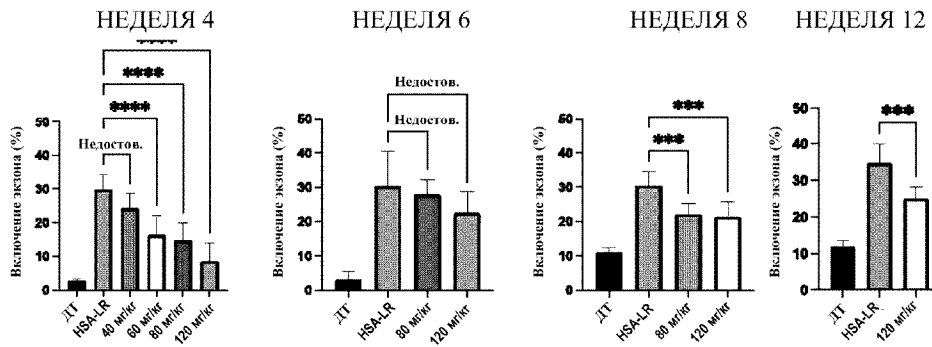 НЕДЕЛЯ 4
****
****
****
Недостов.
Включение экзона (%)
50
40
30
20
10
0
ДТ
HSA-LR
40 мг/кг
60 мг/кг
80 мг/кг
120 мг/кг
НЕДЕЛЯ 6
Недостов.
Недостов.
Включение экзона (%)
50
40
30
20
10
0
ДТ
HSA-LR
80 мг/кг
120 мг/кг
НЕДЕЛЯ 8
***
***
Включение экзона (%)
50
40
30
20
10
0
ДТ
HSA-LR
80 мг/кг
120 мг/кг
НЕДЕЛЯ 12
***
Включение экзона (%)
50
40
30
20
10
0
ДТ
HSA-LR
120 мг/кг